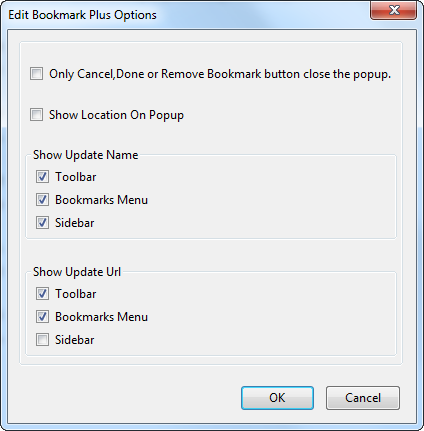 Edit Bookmark Plus Options
Only Cancel,Done or Remove Bookmark button close the popup.
Show Location On Popup
Show Update Name
Toolbar
Bookmarks Menu
Sidebar
Show Update Url
Toolbar
Bookmarks Menu
Sidebar
OK Cancel